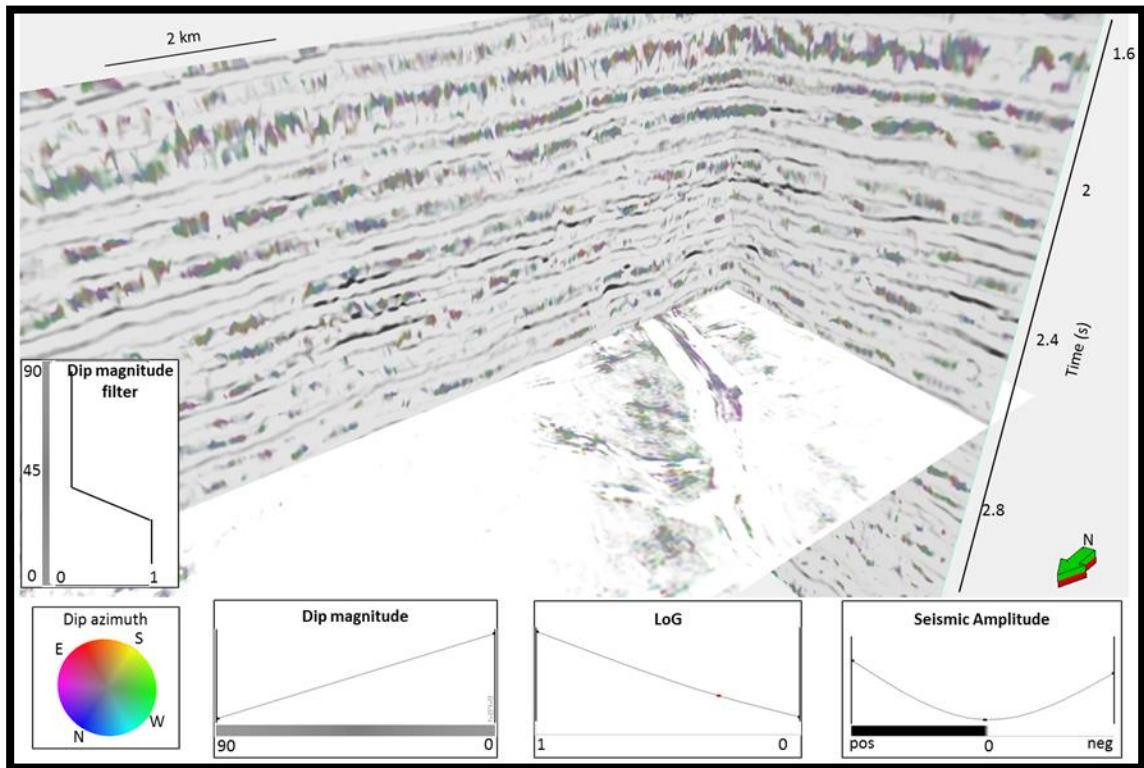 2 km
1.6
2
2.4
Time (s)
2.8
N
90
Dip magnitude
filter
45
0
0
1
Dip azimuth
E
S
N
W
Dip magnitude
90
0
LoG
1
0
Seismic Amplitude
pos
0
neg